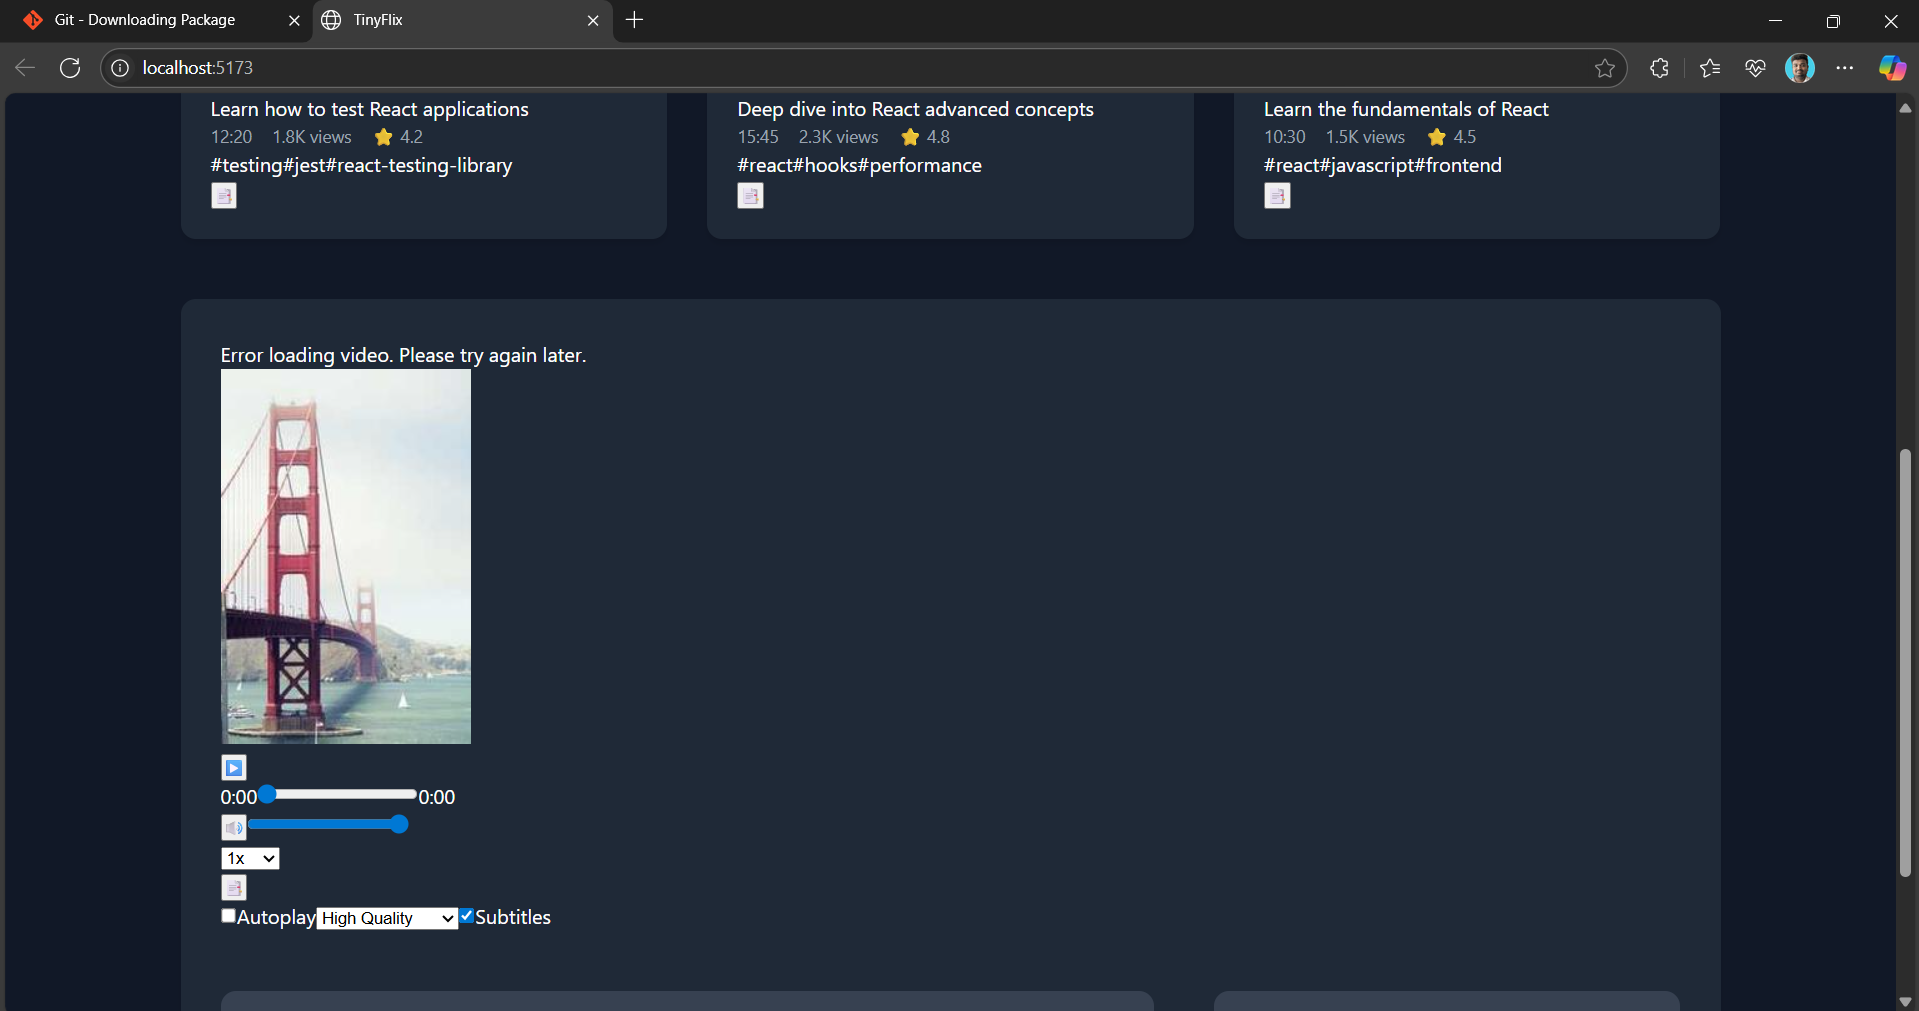 Git - Downloading Package
TinyFlix
localhost:5173
Learn how to test React applications
12:20 1.8K views ⭐ 4.2
#testing#jest#react-testing-library
Deep dive into React advanced concepts
15:45 2.3K views ⭐ 4.8
#react#hooks#performance
Learn the fundamentals of React
10:30 1.5K views ⭐ 4.5
#react#javascript#frontend
Error loading video. Please try again later.
0:00 0:00
1x
Autoplay High Quality Subtitles